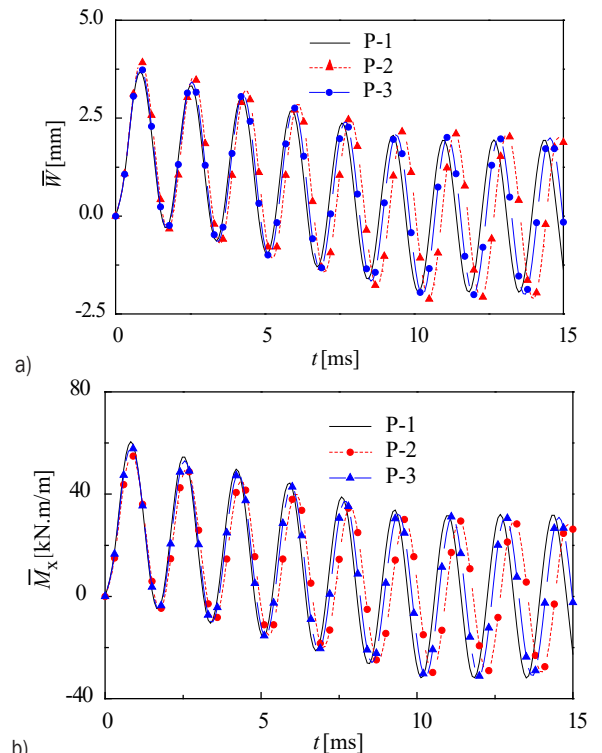 5.0
P-1
P-2
P-3
2.5
W̅ [mm]
0.0
-2.5
0 5 10 15
t [ms]
a)
80
P-1
P-2
P-3
40
M̅x [kN.m/m]
0
-40
0 5 10 15
t [ms]
b)